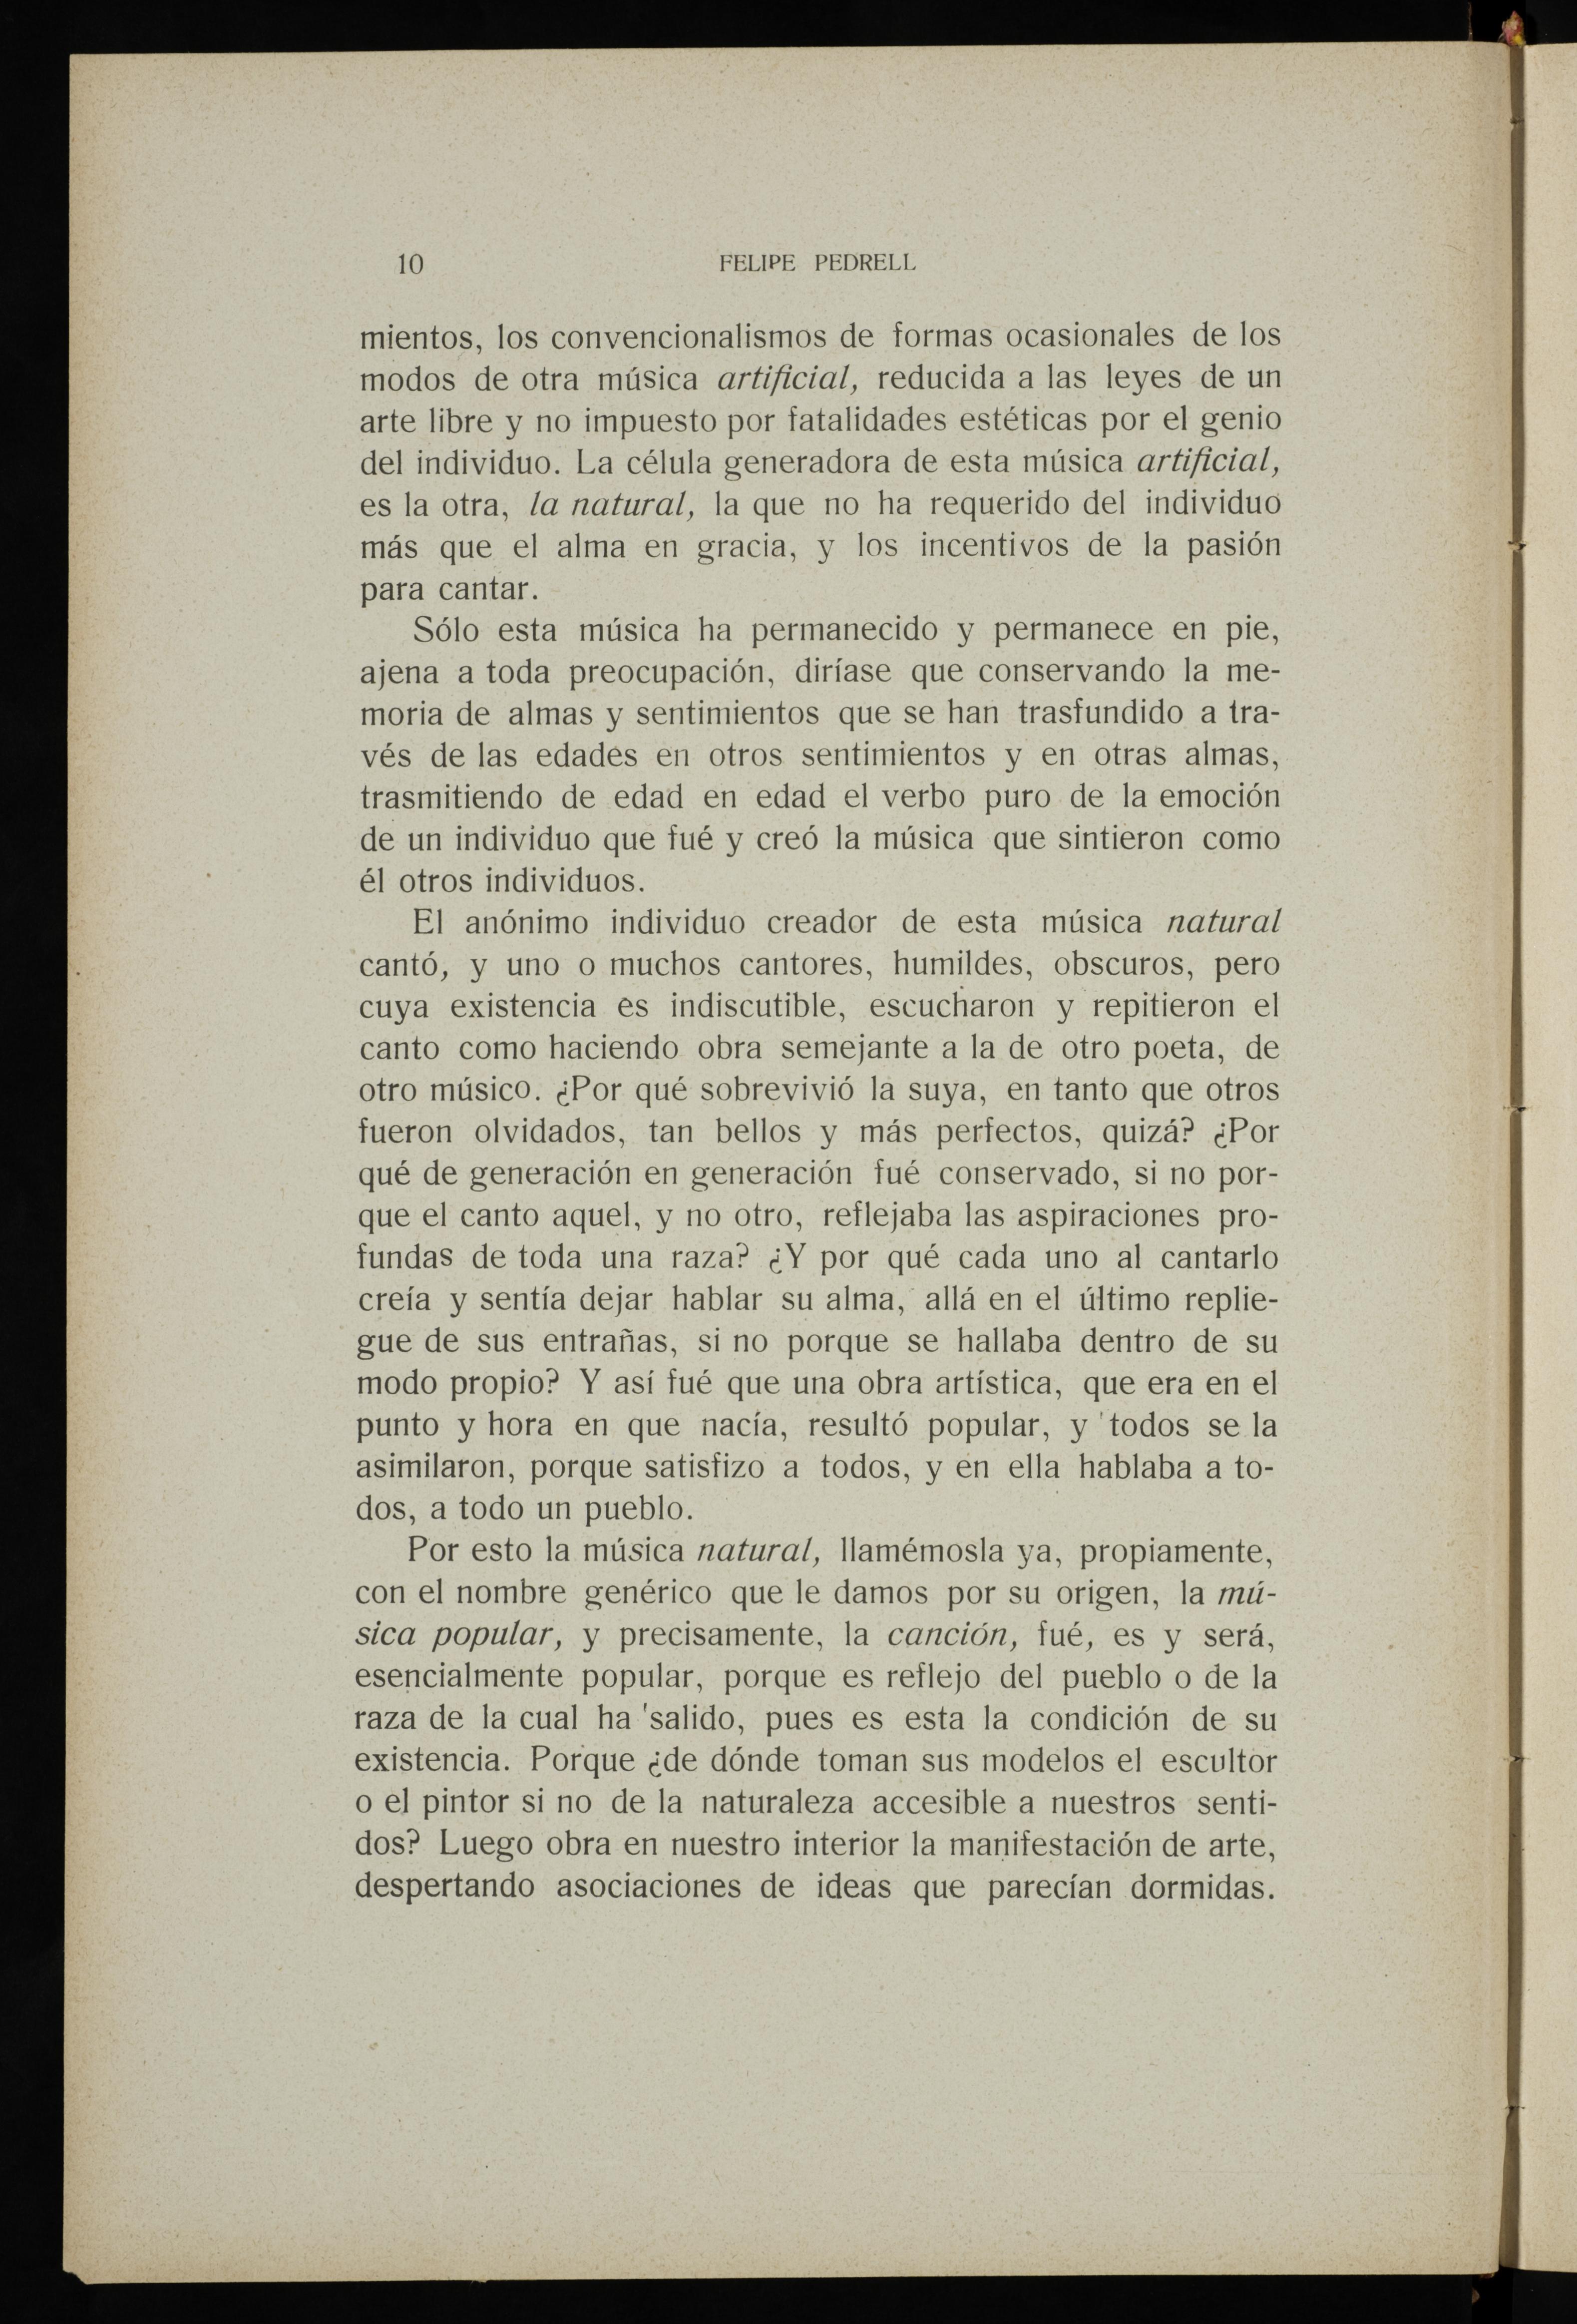 10 FELIPE PEDRELL
mientos, los convencionalismos de formas ocasionales de los
modos de otra música artificial, reducida a las leyes de un
arte libre y no impuesto por fatalidades estéticas por el genio
del individuo. La célula generadora de esta música artificial,
es la otra, la natural, la que no ha requerido del individuo
más que el alma en gracia, y los incentivos de la pasión
para cantar.
Sólo esta música ha permanecido y permanece en pie,
ajena a toda preocupación, diríase que conservando la me-
moria de almas y sentimientos que se han trasfundido a tra-
vés de las edades en otros sentimientos y en otras almas,
trasmitiendo de edad en edad el verbo puro de la emoción
de un individuo que fué y creó la música que sintieron como
él otros individuos.
El anónimo individuo creador de esta música natural
cantó, y uno o muchos cantores, humildes, obscuros, pero
cuya existencia es indiscutible, escucharon y repitieron el
canto como haciendo obra semejante a la de otro poeta, de
otro músico. ¿Por qué sobrevivió la suya, en tanto que otros
fueron olvidados, tan bellos y más perfectos, quizá? ¿Por
qué de generación en generación fué conservado, si no por-
que el canto aquel, y no otro, reflejaba las aspiraciones pro-
fundas de toda una raza? ¿Y por qué cada uno al cantarlo
creía y sentía dejar hablar su alma, allá en el último replie-
gue de sus entrañas, si no porque se hallaba dentro de su
modo propio? Y así fué que una obra artística, que era en el
punto y hora en que nacía, resultó popular, y todos se la
asimilaron, porque satisfizo a todos, y en ella hablaba a to-
dos, a todo un pueblo.
Por esto la música natural, llamémosla ya, propiamente,
con el nombre genérico que le damos por su origen, la mú-
sica popular, y precisamente, la canción, fué, es y será,
esencialmente popular, porque es reflejo del pueblo o de la
raza de la cual ha salido, pues es esta la condición de su
existencia. Porque ¿de dónde toman sus modelos el escultor
o el pintor si no de la naturaleza accesible a nuestros senti-
dos? Luego obra en nuestro interior la manifestación de arte,
despertando asociaciones de ideas que parecían dormidas.